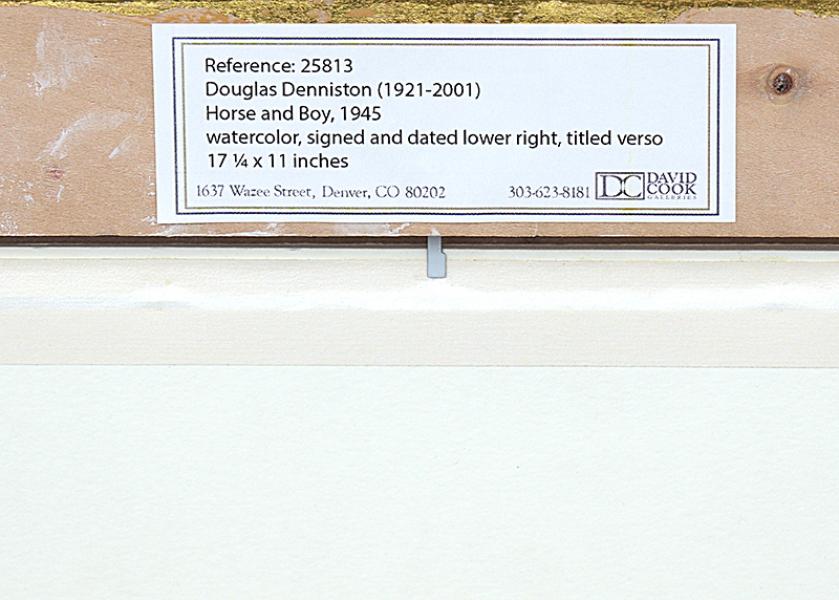 Reference: 25813
Douglas Denniston (1921-2001)
Horse and Boy, 1945
watercolor, signed and dated lower right, titled verso
17 ¼ x 11 inches
1637 Wazee Street, Denver, CO 80202 303-623-8181 DC DAVID
COOK
GALLERIES